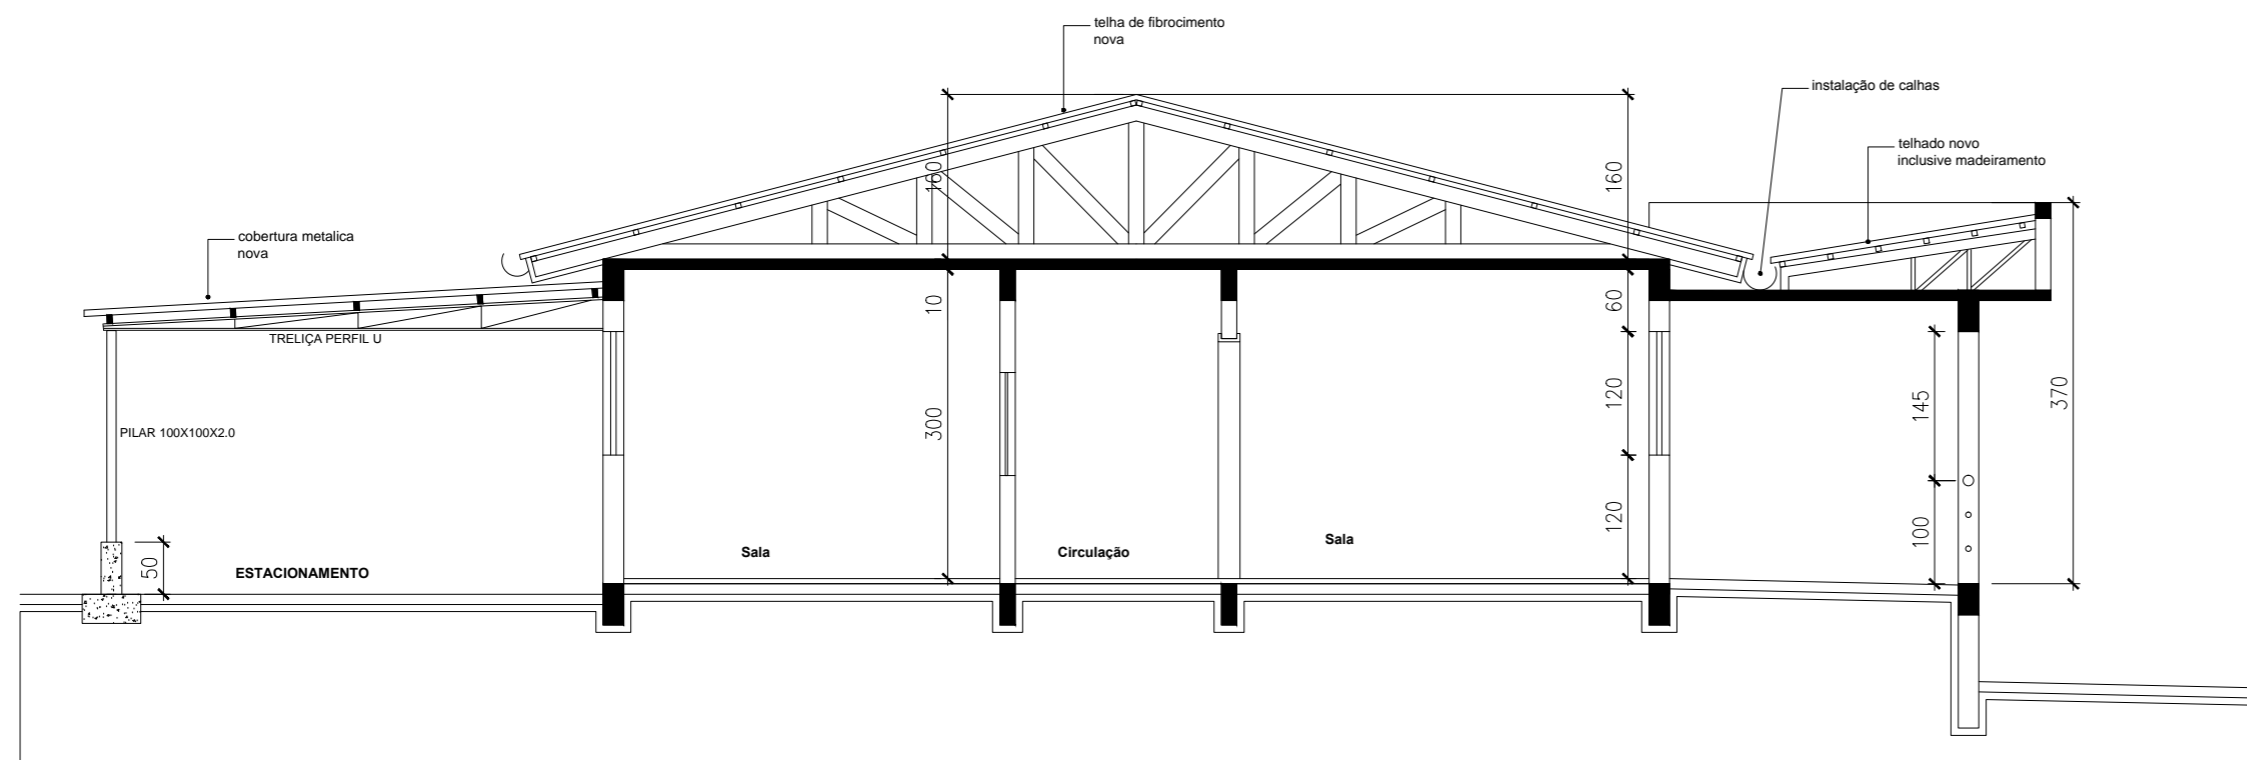 telha de fibrocimento
nova
instalação de calhas
telhado novo
inclusive madeiramento
160
160
cobertura metalica
nova
10
60
TRELIÇA PERFIL U
370
145
120
300
PILAR 100X100X2.0
120
100
Sala
Circulação
Sala
50
ESTACIONAMENTO